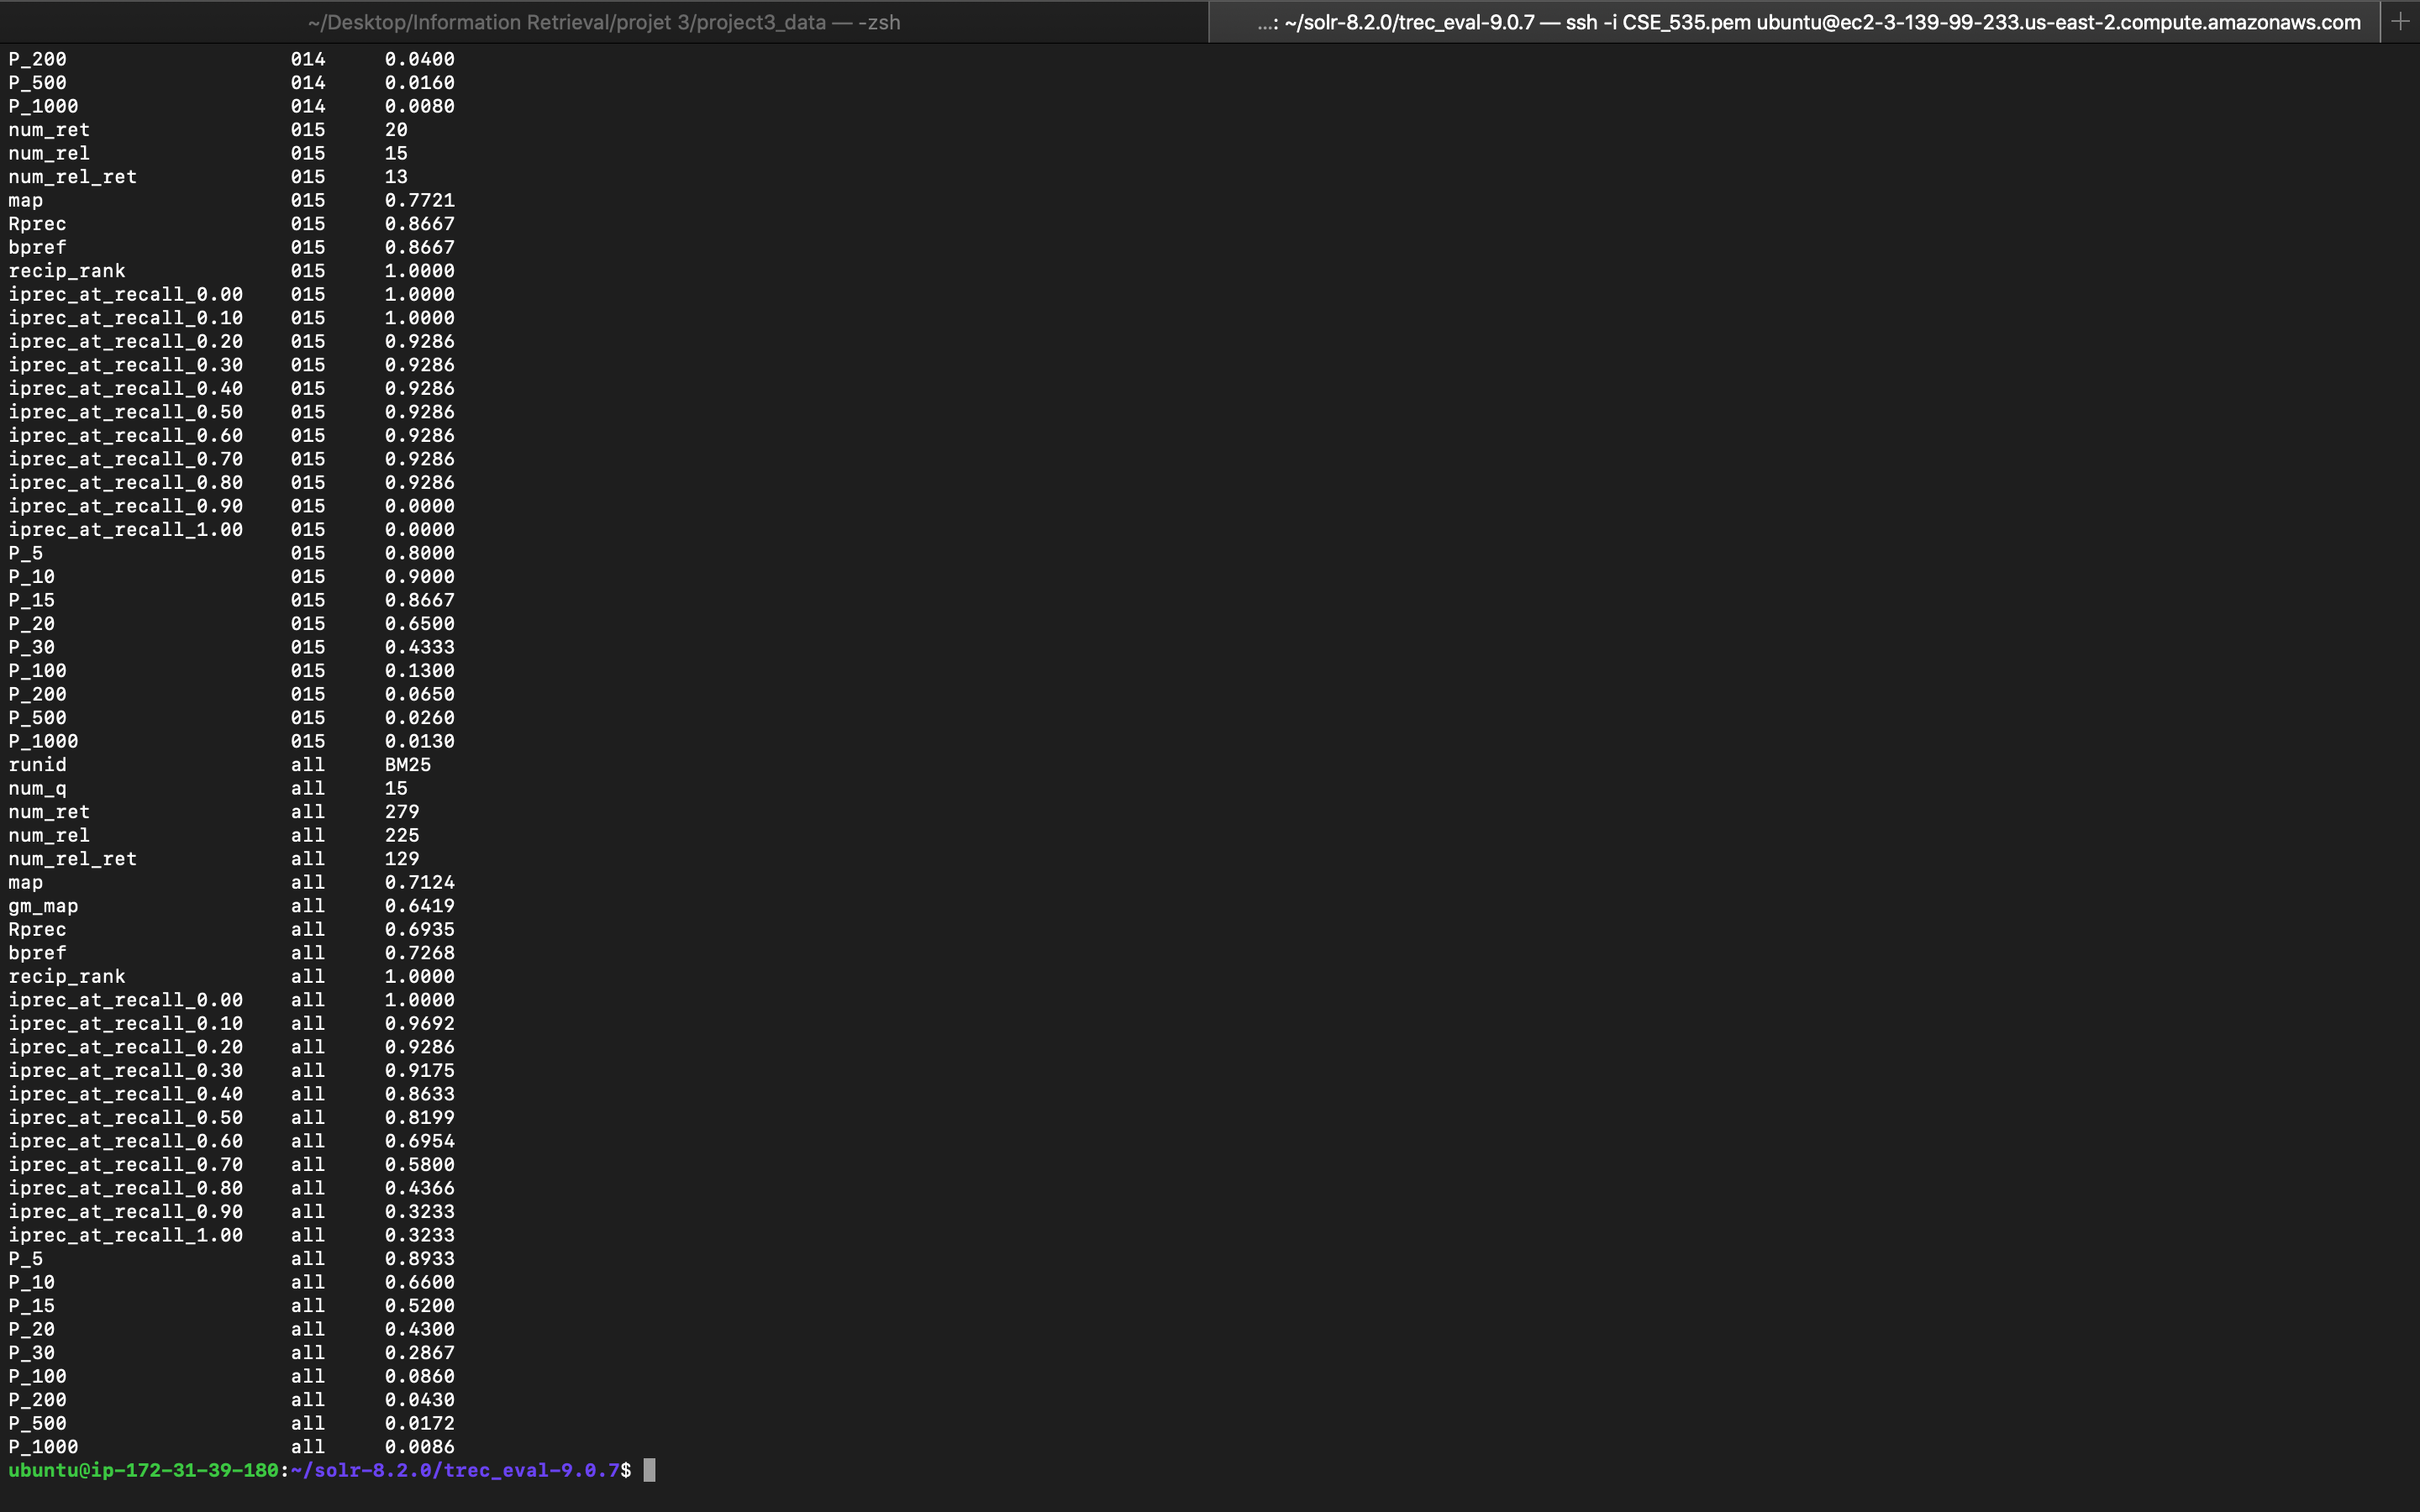 ~/Desktop/Information Retrieval/projet 3/project3_data — -zsh
...: ~/solr-8.2.0/trec_eval-9.0.7 — ssh -i CSE_535.pem ubuntu@ec2-3-139-99-233.us-east-2.compute.amazonaws.com
P_200 014 0.0400
P_500 014 0.0160
P_1000 014 0.0080
num_ret 015 20
num_rel 015 15
num_rel_ret 015 13
map 015 0.7721
Rprec 015 0.8667
bpref 015 0.8667
recip_rank 015 1.0000
iprec_at_recall_0.00 015 1.0000
iprec_at_recall_0.10 015 1.0000
iprec_at_recall_0.20 015 0.9286
iprec_at_recall_0.30 015 0.9286
iprec_at_recall_0.40 015 0.9286
iprec_at_recall_0.50 015 0.9286
iprec_at_recall_0.60 015 0.9286
iprec_at_recall_0.70 015 0.9286
iprec_at_recall_0.80 015 0.9286
iprec_at_recall_0.90 015 0.0000
iprec_at_recall_1.00 015 0.0000
P_5 015 0.8000
P_10 015 0.9000
P_15 015 0.8667
P_20 015 0.6500
P_30 015 0.4333
P_100 015 0.1300
P_200 015 0.0650
P_500 015 0.0260
P_1000 015 0.0130
runid all BM25
num_q all 15
num_ret all 279
num_rel all 225
num_rel_ret all 129
map all 0.7124
gm_map all 0.6419
Rprec all 0.6935
bpref all 0.7268
recip_rank all 1.0000
iprec_at_recall_0.00 all 1.0000
iprec_at_recall_0.10 all 0.9692
iprec_at_recall_0.20 all 0.9286
iprec_at_recall_0.30 all 0.9175
iprec_at_recall_0.40 all 0.8633
iprec_at_recall_0.50 all 0.8199
iprec_at_recall_0.60 all 0.6954
iprec_at_recall_0.70 all 0.5800
iprec_at_recall_0.80 all 0.4366
iprec_at_recall_0.90 all 0.3233
iprec_at_recall_1.00 all 0.3233
P_5 all 0.8933
P_10 all 0.6600
P_15 all 0.5200
P_20 all 0.4300
P_30 all 0.2867
P_100 all 0.0860
P_200 all 0.0430
P_500 all 0.0172
P_1000 all 0.0086
ubuntu@ip-172-31-39-180:~/solr-8.2.0/trec_eval-9.0.7$